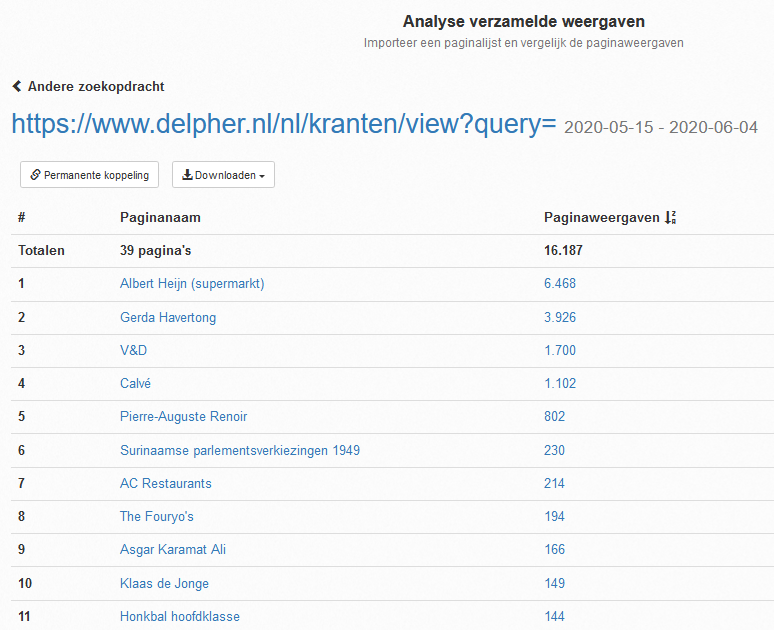 Analyse verzamelde weergaven
Importeer een paginalijst en vergelijk de paginaweergaven
Andere zoekopdracht
https://www.delpher.nl/nl/kranten/view?query= 2020-05-15 - 2020-06-04
Permanente koppeling Downloaden
# Paginanaam Paginaweergaven
Totalen 39 pagina's 16.187
1 Albert Heijn (supermarkt) 6.468
2 Gerda Havertong 3.926
3 V&D 1.700
4 Calvé 1.102
5 Pierre-Auguste Renoir 802
6 Surinaamse parlementsverkiezingen 1949 230
7 AC Restaurants 214
8 The Fouryo's 194
9 Asgar Karamat Ali 166
10 Klaas de Jonge 149
11 Honkbal hoofdklasse 144